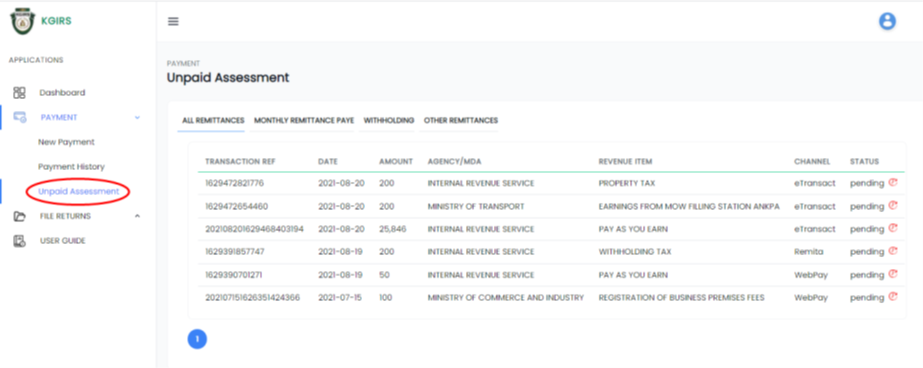 KGIRS
APPLICATIONS
Dashboard
PAYMENT
New Payment
Payment History
Unpaid Assessment
FILE RETURNS
USER GUIDE
PAYMENT
Unpaid Assessment
ALL REMITTANCES MONTHLY REMITTANCE PAYE WITHHOLDING OTHER REMITTANCES
TRANSACTION REF DATE AMOUNT AGENCY/MDA REVENUE ITEM CHANNEL STATUS
1629472821776 2021-08-20 200 INTERNAL REVENUE SERVICE PROPERTY TAX eTransact pending
1629472654460 2021-08-20 200 MINISTRY OF TRANSPORT EARNINGS FROM MOW FILLING STATION ANKPA eTransact pending
202108201629468403194 2021-08-20 25,846 INTERNAL REVENUE SERVICE PAY AS YOU EARN eTransact pending
1629391857747 2021-08-19 200 INTERNAL REVENUE SERVICE WITHHOLDING TAX Remita pending
1629390701271 2021-08-19 50 INTERNAL REVENUE SERVICE PAY AS YOU EARN WebPay pending
202107151626351424366 2021-07-15 100 MINISTRY OF COMMERCE AND INDUSTRY REGISTRATION OF BUSINESS PREMISES FEES WebPay pending
1